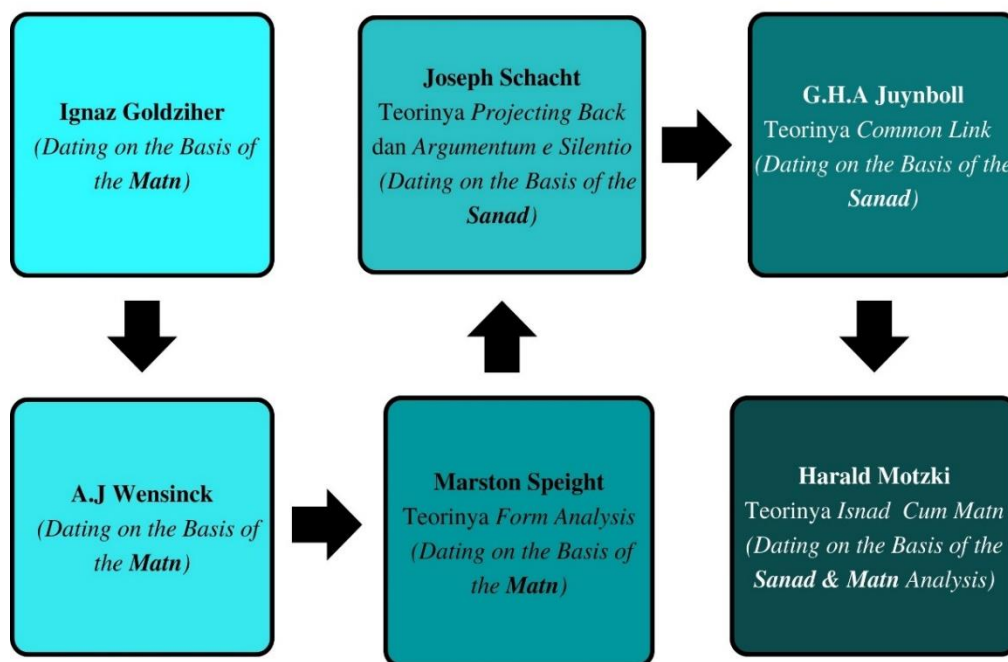 Ignaz Goldziher
(Dating on the Basis of
the Matn)
A.J Wensinck
(Dating on the Basis of
the Matn)
Marston Speight
Teorinya Form Analysis
(Dating on the Basis of
the Matn)
Joseph Schacht
Teorinya Projecting Back
dan Argumentum e Silentio
(Dating on the Basis of the
Sanad)
G.H.A Juynboll
Teorinya Common Link
(Dating on the Basis of the
Sanad)
Harald Motzki
Teorinya Isnad Cum Matn
(Dating on the Basis of the
Sanad & Matn Analysis)